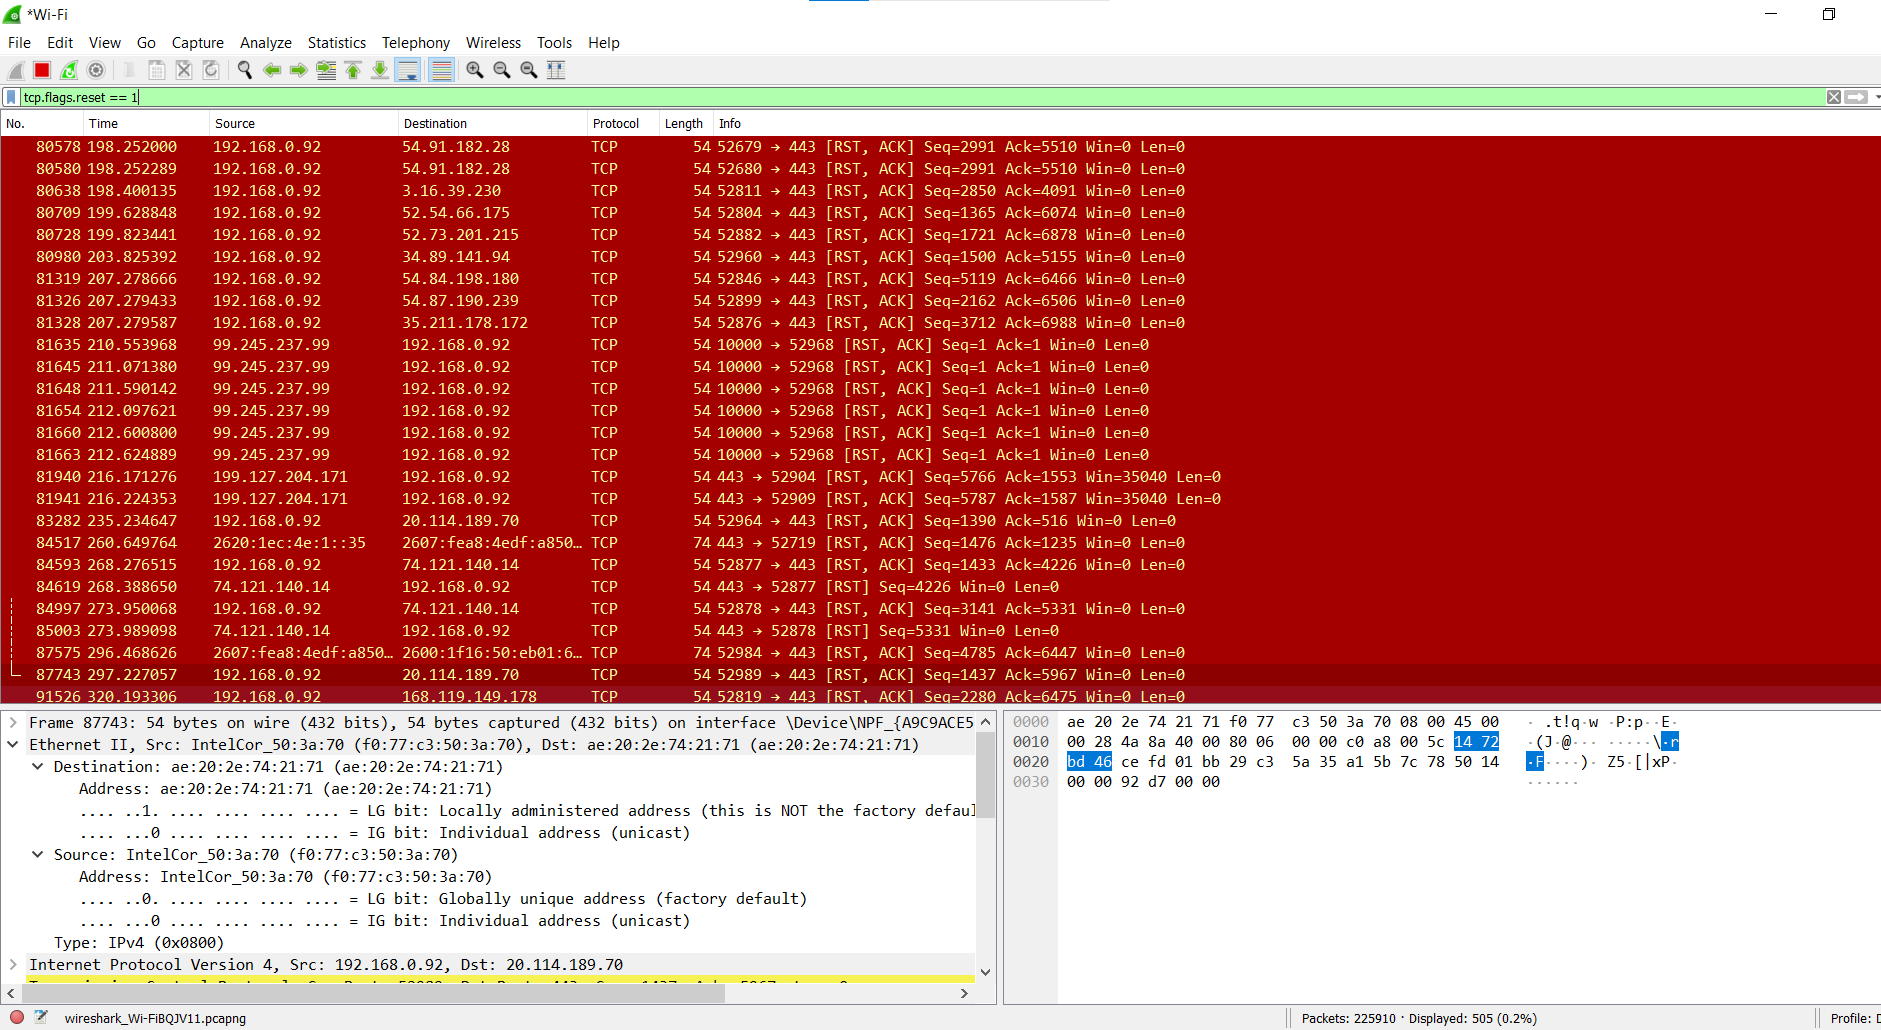 *Wi-Fi
File Edit View Go Capture Analyze Statistics Telephony Wireless Tools Help
tcp.flags.reset == 1
No. Time Source Destination Protocol Length Info
80578 198.252000 192.168.0.92 54.91.182.28 TCP 54 52679 → 443 [RST, ACK] Seq=2991 Ack=5510 Win=0 Len=0
80580 198.252289 192.168.0.92 54.91.182.28 TCP 54 52680 → 443 [RST, ACK] Seq=2991 Ack=5510 Win=0 Len=0
80638 198.400135 192.168.0.92 3.16.39.230 TCP 54 52811 → 443 [RST, ACK] Seq=2850 Ack=4091 Win=0 Len=0
80709 199.628848 192.168.0.92 52.54.66.175 TCP 54 52804 → 443 [RST, ACK] Seq=1365 Ack=6074 Win=0 Len=0
80728 199.823441 192.168.0.92 52.73.201.215 TCP 54 52882 → 443 [RST, ACK] Seq=1721 Ack=6878 Win=0 Len=0
80980 203.825392 192.168.0.92 34.89.141.94 TCP 54 52960 → 443 [RST, ACK] Seq=1500 Ack=5155 Win=0 Len=0
81319 207.278666 192.168.0.92 54.84.198.180 TCP 54 52846 → 443 [RST, ACK] Seq=5119 Ack=6466 Win=0 Len=0
81326 207.279433 192.168.0.92 54.87.190.239 TCP 54 52899 → 443 [RST, ACK] Seq=2162 Ack=6506 Win=0 Len=0
81328 207.279587 192.168.0.92 35.211.178.172 TCP 54 52876 → 443 [RST, ACK] Seq=3712 Ack=6988 Win=0 Len=0
81635 210.553968 99.245.237.99 192.168.0.92 TCP 54 10000 → 52968 [RST, ACK] Seq=1 Ack=1 Win=0 Len=0
81645 211.071380 99.245.237.99 192.168.0.92 TCP 54 10000 → 52968 [RST, ACK] Seq=1 Ack=1 Win=0 Len=0
81648 211.590142 99.245.237.99 192.168.0.92 TCP 54 10000 → 52968 [RST, ACK] Seq=1 Ack=1 Win=0 Len=0
81654 212.097621 99.245.237.99 192.168.0.92 TCP 54 10000 → 52968 [RST, ACK] Seq=1 Ack=1 Win=0 Len=0
81660 212.600800 99.245.237.99 192.168.0.92 TCP 54 10000 → 52968 [RST, ACK] Seq=1 Ack=1 Win=0 Len=0
81663 212.624889 99.245.237.99 192.168.0.92 TCP 54 10000 → 52968 [RST, ACK] Seq=1 Ack=1 Win=0 Len=0
81940 216.171276 199.127.204.171 192.168.0.92 TCP 54 443 → 52904 [RST, ACK] Seq=5766 Ack=1553 Win=35040 Len=0
81941 216.224353 199.127.204.171 192.168.0.92 TCP 54 443 → 52909 [RST, ACK] Seq=5787 Ack=1587 Win=35040 Len=0
83282 235.234647 192.168.0.92 20.114.189.70 TCP 54 52964 → 443 [RST, ACK] Seq=1390 Ack=516 Win=0 Len=0
84517 260.649764 2620:1ec:4e:1::35 2607:fea8:4edf:a850… TCP 74 443 → 52719 [RST, ACK] Seq=1476 Ack=1235 Win=0 Len=0
84593 268.276515 192.168.0.92 74.121.140.14 TCP 54 52877 → 443 [RST, ACK] Seq=1433 Ack=4226 Win=0 Len=0
84619 268.388650 74.121.140.14 192.168.0.92 TCP 54 443 → 52877 [RST] Seq=4226 Win=0 Len=0
84997 273.950068 192.168.0.92 74.121.140.14 TCP 54 52878 → 443 [RST, ACK] Seq=3141 Ack=5331 Win=0 Len=0
85003 273.989098 74.121.140.14 192.168.0.92 TCP 54 443 → 52878 [RST] Seq=5331 Win=0 Len=0
87575 296.468626 2607:fea8:4edf:a850… 2600:1f16:50:eb01:6… TCP 74 52984 → 443 [RST, ACK] Seq=4785 Ack=6447 Win=0 Len=0
87743 297.227057 192.168.0.92 20.114.189.70 TCP 54 52989 → 443 [RST, ACK] Seq=1437 Ack=5967 Win=0 Len=0
91526 320.193306 192.168.0.92 168.119.149.178 TCP 54 52819 → 443 [RST, ACK] Seq=2280 Ack=6475 Win=0 Len=0
Frame 87743: 54 bytes on wire (432 bits), 54 bytes captured (432 bits) on interface \Device\NPF_{A9C9ACE5
Ethernet II, Src: IntelCor_50:3a:70 (f0:77:c3:50:3a:70), Dst: ae:20:2e:74:21:71 (ae:20:2e:74:21:71)
Destination: ae:20:2e:74:21:71 (ae:20:2e:74:21:71)
Address: ae:20:2e:74:21:71 (ae:20:2e:74:21:71)
.... ..1. .... .... .... .... = LG bit: Locally administered address (this is NOT the factory defaul
.... ...0 .... .... .... .... = IG bit: Individual address (unicast)
Source: IntelCor_50:3a:70 (f0:77:c3:50:3a:70)
Address: IntelCor_50:3a:70 (f0:77:c3:50:3a:70)
.... ..0. .... .... .... .... = LG bit: Globally unique address (factory default)
.... ...0 .... .... .... .... = IG bit: Individual address (unicast)
Type: IPv4 (0x0800)
Internet Protocol Version 4, Src: 192.168.0.92, Dst: 20.114.189.70
0000 ae 20 2e 74 21 71 f0 77 c3 50 3a 70 08 00 45 00 · .t!q·w ·P:p··E·
0010 00 28 4a 8a 40 00 80 06 00 00 c0 a8 00 5c 14 72 ·(J·@··· ·····\·r
0020 bd 46 ce fd 01 bb 29 c3 5a 35 a1 5b 7c 78 50 14 ·F····)· Z5·[|xP·
0030 00 00 92 d7 00 00 ······
wireshark_Wi-FiBQJV11.pcapng
Packets: 225910 · Displayed: 505 (0.2%)
Profile: D